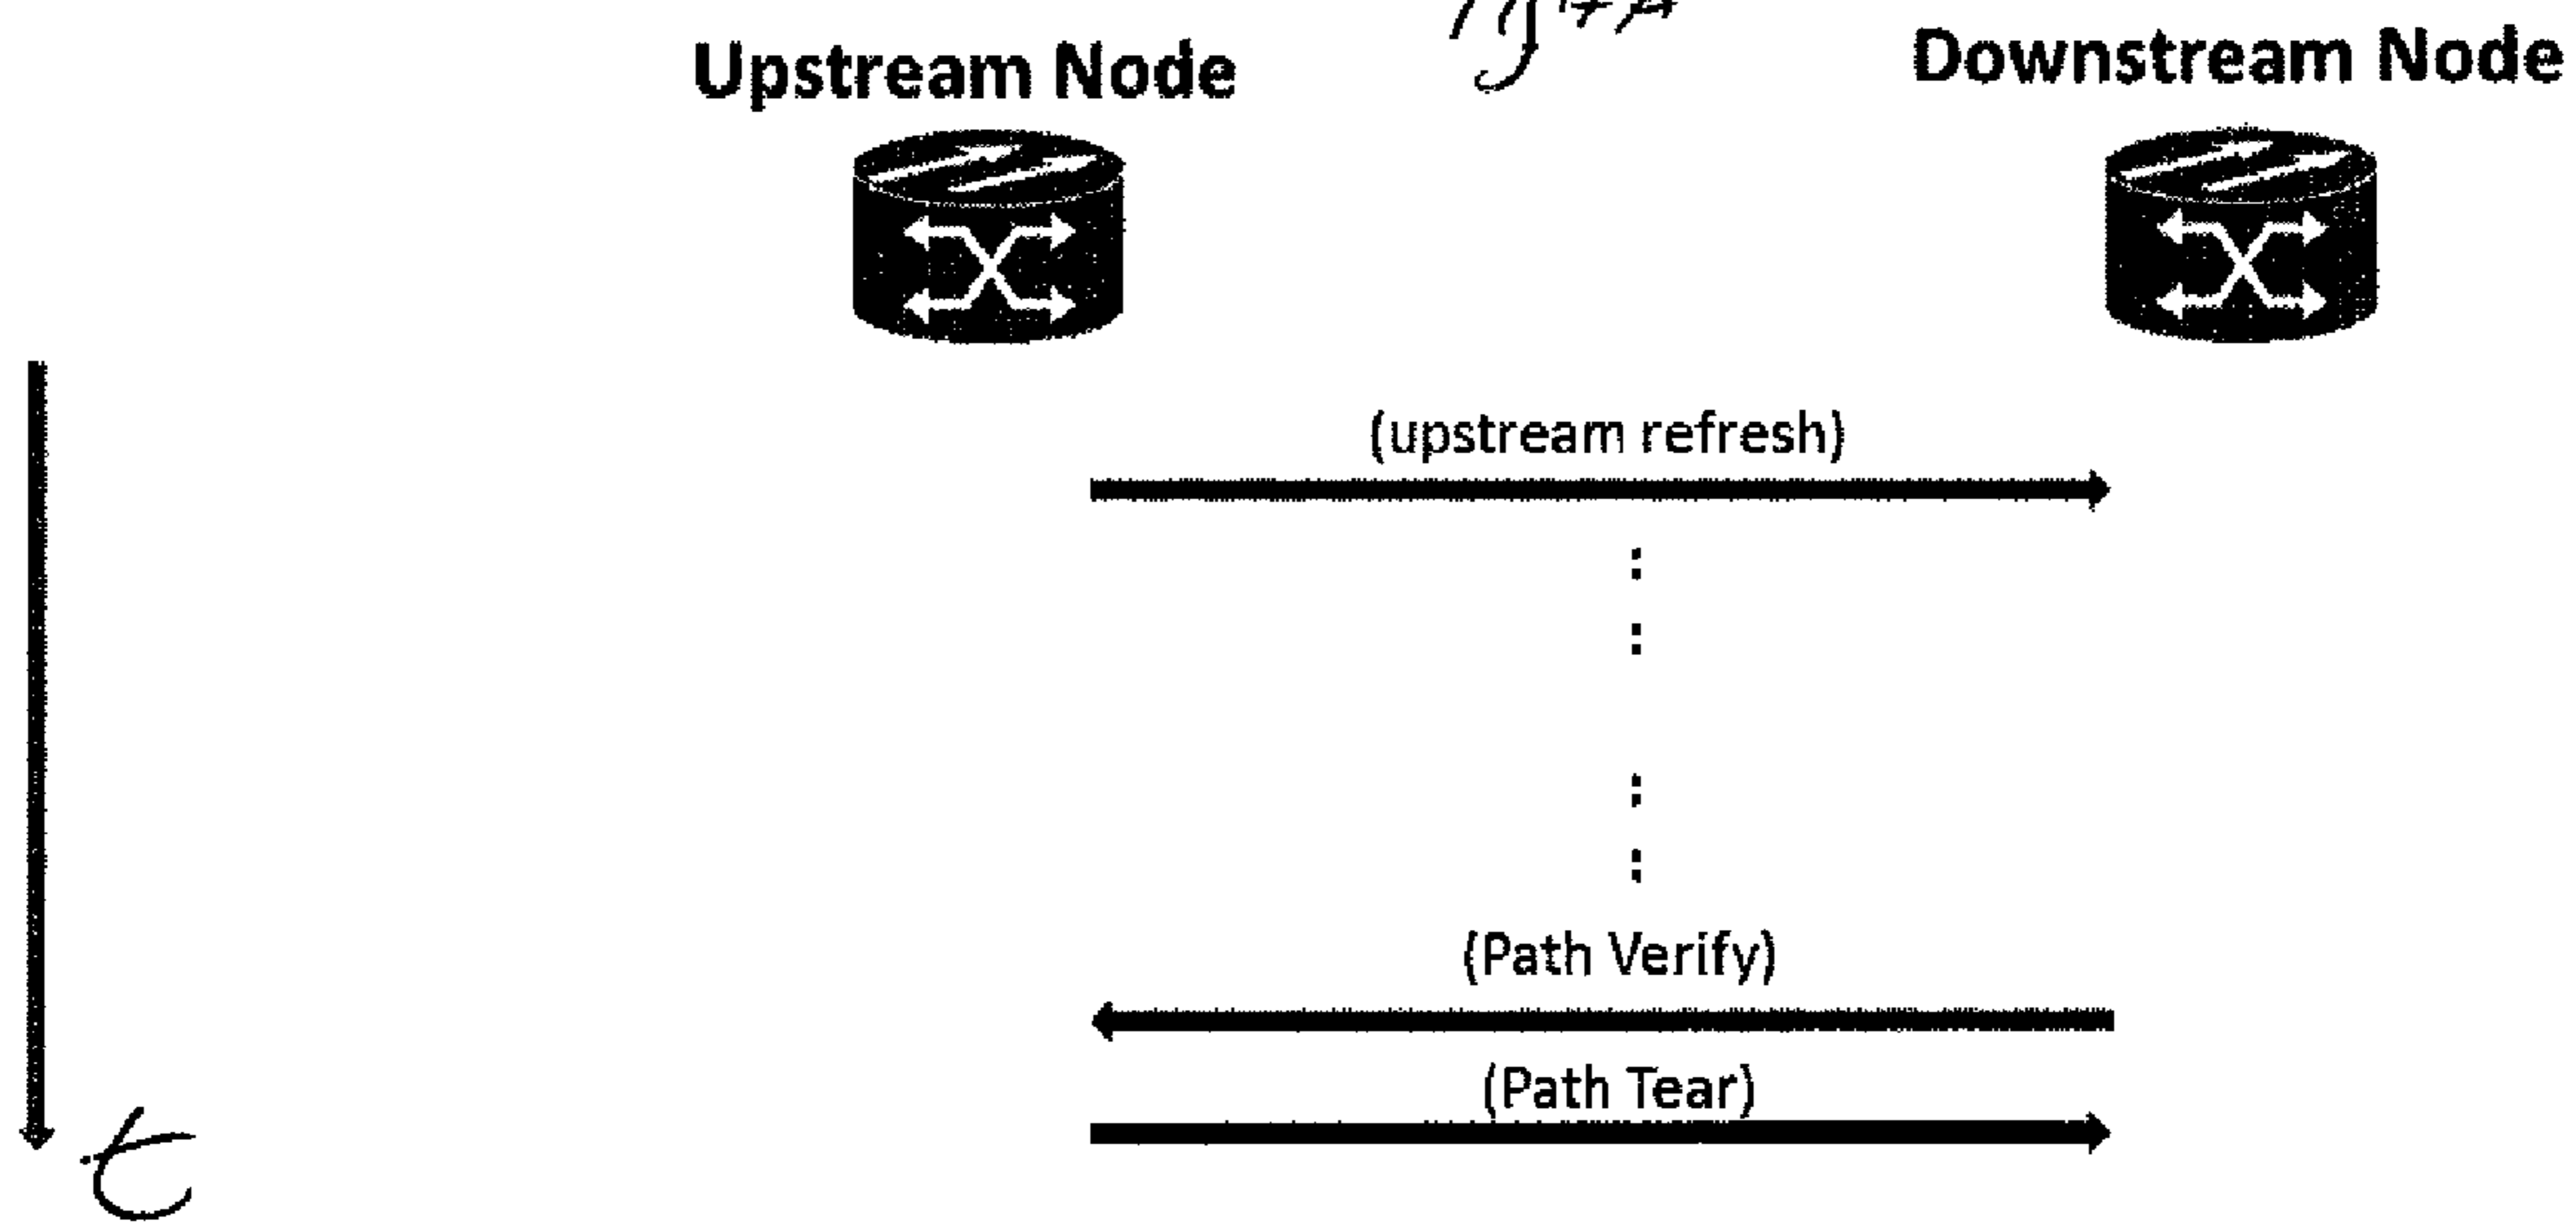 Upstream Node
Downstream Node
(upstream refresh)
(Path Verify)
(Path Tear)
t